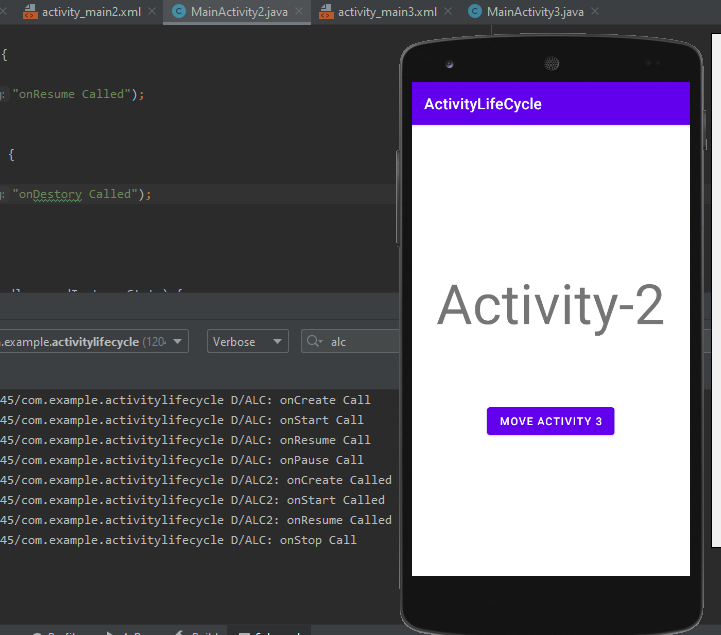 activity_main2.xml MainActivity2.java activity_main3.xml MainActivity3.java
{
"onResume Called");
{
"onDestory Called");
.example.activitylifecycle Verbose alc
45/com.example.activitylifecycle D/ALC: onCreate Call
45/com.example.activitylifecycle D/ALC: onStart Call
45/com.example.activitylifecycle D/ALC: onResume Call
45/com.example.activitylifecycle D/ALC: onPause Call
45/com.example.activitylifecycle D/ALC2: onCreate Called
45/com.example.activitylifecycle D/ALC2: onStart Called
45/com.example.activitylifecycle D/ALC2: onResume Called
45/com.example.activitylifecycle D/ALC: onStop Call
ActivityLifeCycle
Activity-2
MOVE ACTIVITY 3